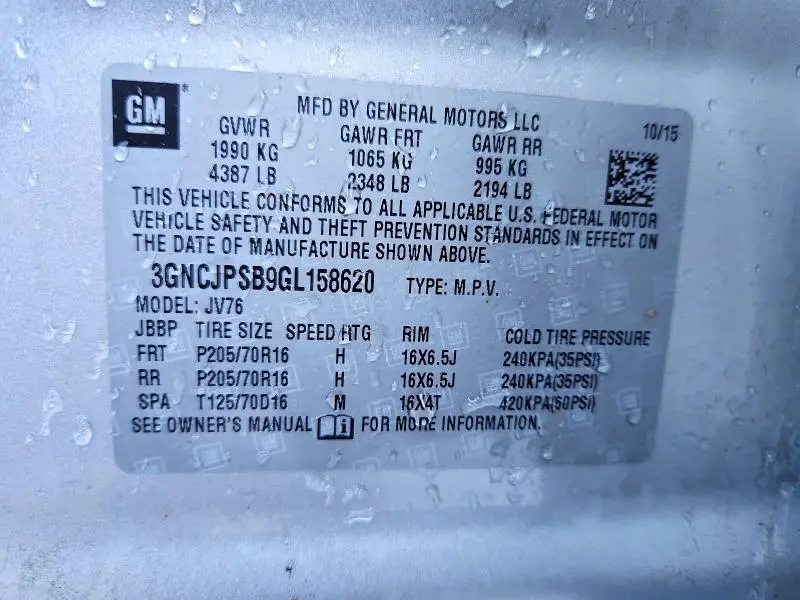 GM ®
MFD BY GENERAL MOTORS LLC 10/15
GVWR GAWR FRT GAWR RR
1990 KG 1065 KG 995 KG
4387 LB 2348 LB 2194 LB
THIS VEHICLE CONFORMS TO ALL APPLICABLE U.S. FEDERAL MOTOR
VEHICLE SAFETY AND THEFT PREVENTION STANDARDS IN EFFECT ON
THE DATE OF MANUFACTURE SHOWN ABOVE.
3GNCJPSB9GL158620 TYPE: M.P.V.
MODEL: JV76
JBBP TIRE SIZE SPEED RTG RIM COLD TIRE PRESSURE
FRT P205/70R16 H 16X6.5J 240KPA(35PSI)
RR P205/70R16 H 16X6.5J 240KPA(35PSI)
SPA T125/70D16 M 16X4T 420KPA(60PSI)
SEE OWNER'S MANUAL i FOR MORE INFORMATION.